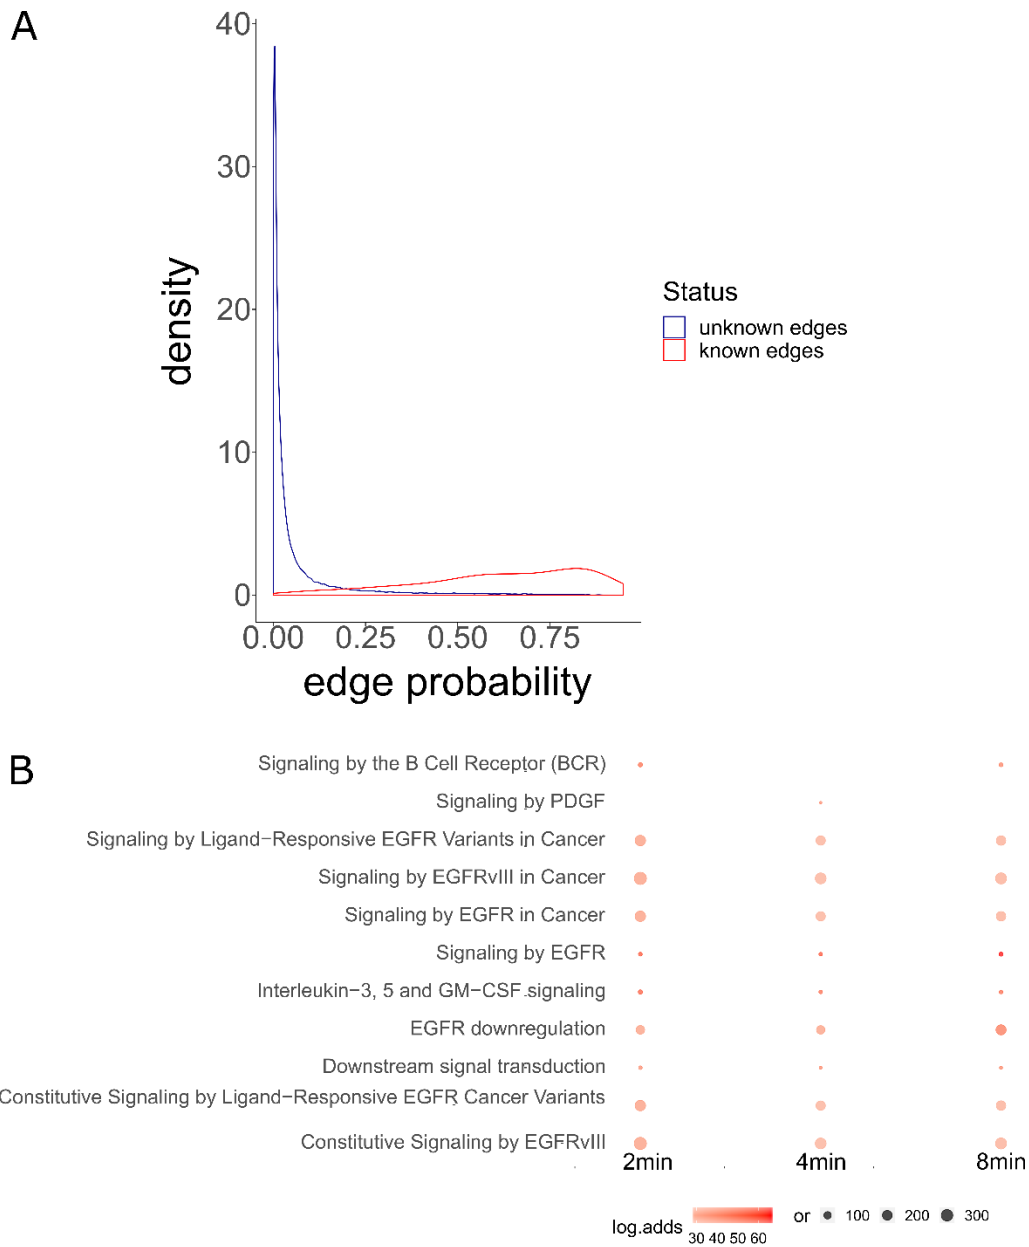 A
40
30
20
10
0
density
0.00 0.25 0.50 0.75
edge probability
Status
unknown edges
known edges
B
Signaling by the B Cell Receptor (BCR)
Signaling by PDGF
Signaling by Ligand−Responsive EGFR Variants in Cancer
Signaling by EGFRvIII in Cancer
Signaling by EGFR in Cancer
Signaling by EGFR
Interleukin−3, 5 and GM−CSF signaling
EGFR downregulation
Downstream signal transduction
Constitutive Signaling by Ligand−Responsive EGFR Cancer Variants
Constitutive Signaling by EGFRvIII
2min 4min 8min
log.adds 30 40 50 60 or 100 200 300